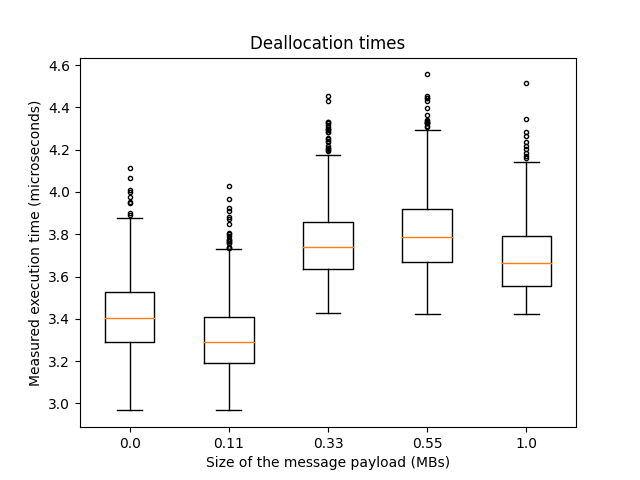 Deallocation times
Measured execution time (microseconds)
4.6
4.4
4.2
4.0
3.8
3.6
3.4
3.2
3.0
0.0 0.11 0.33 0.55 1.0
Size of the message payload (MBs)